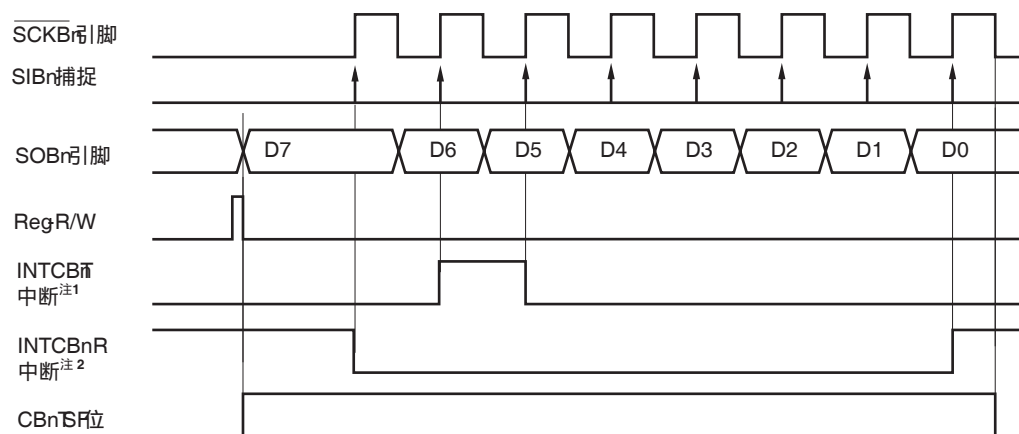 SCKBn引脚
SIBn捕捉
SOBn引脚
D7 D6 D5 D4 D3 D2 D1 D0
Reg-R/W
INTCBnT
中断注1
INTCBnR
中断注2
CBnTSF位